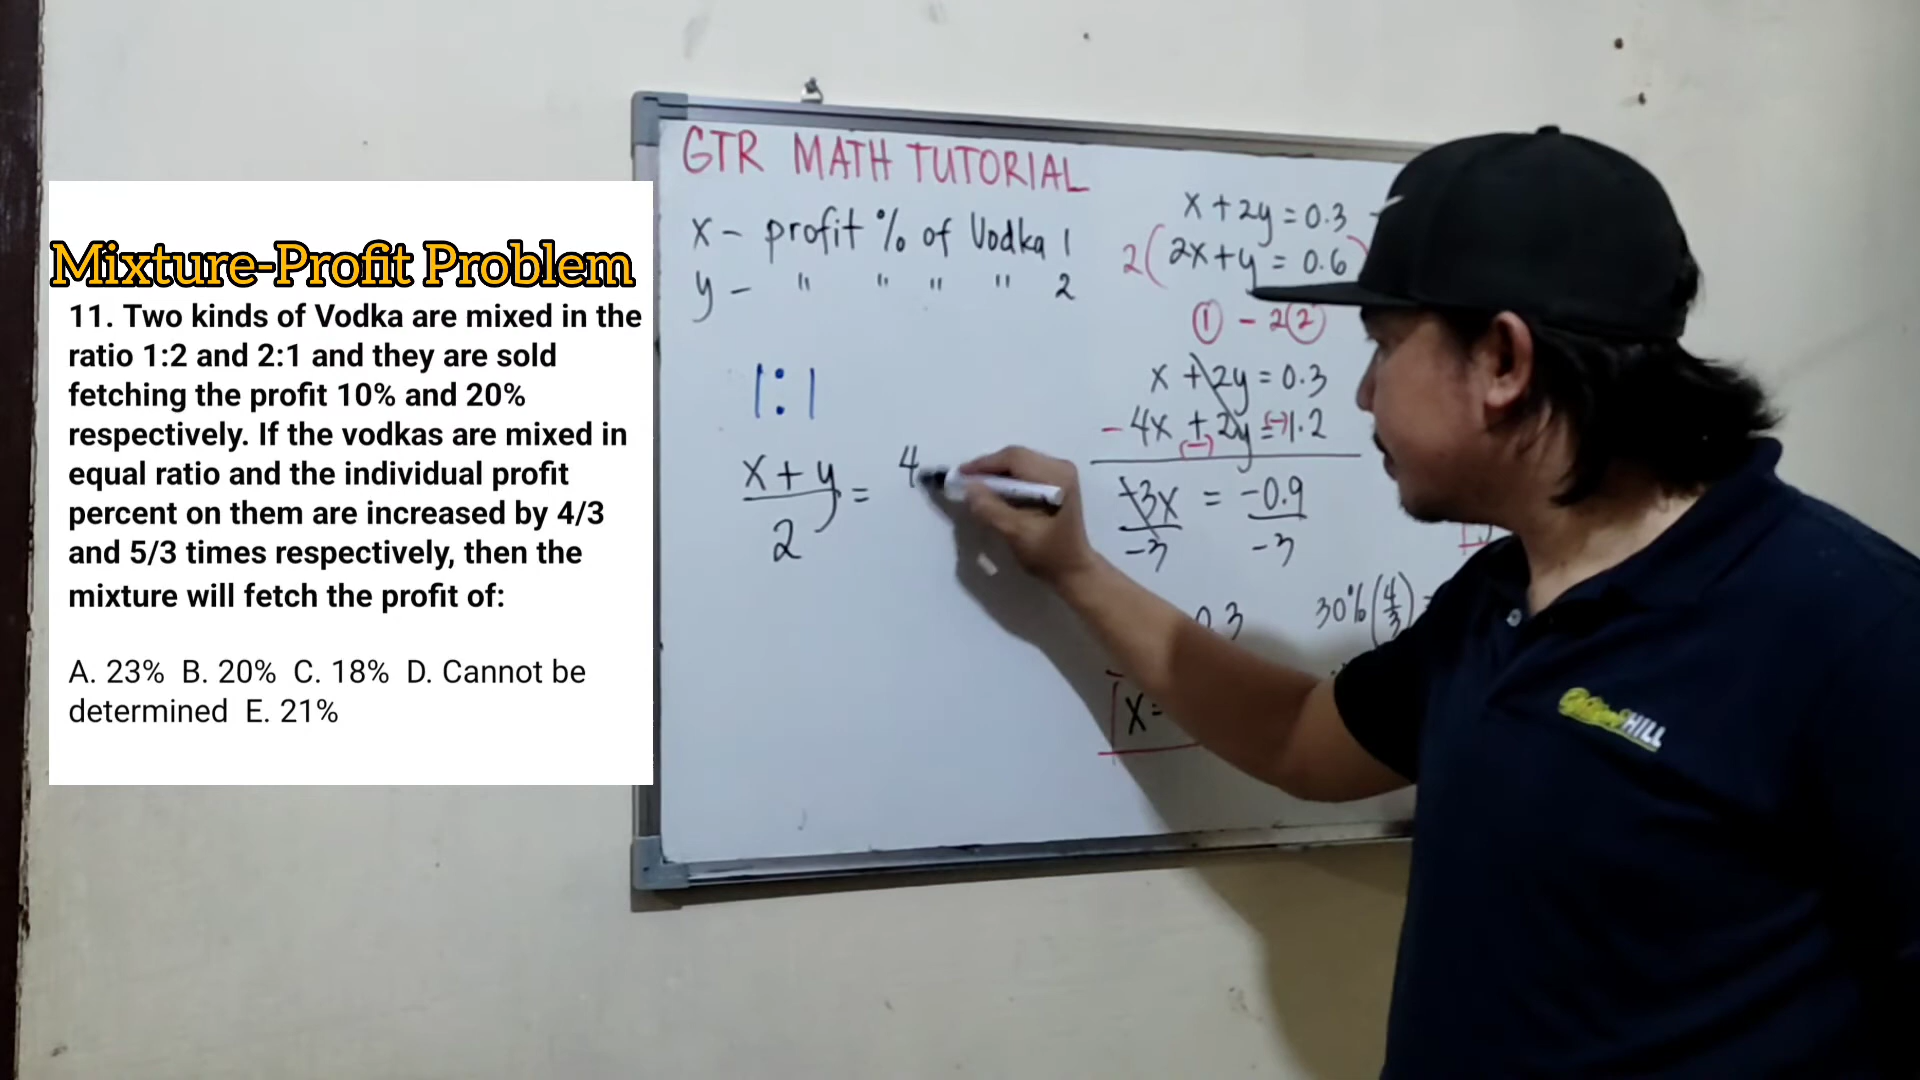 Mixture-Profit Problem
11. Two kinds of Vodka are mixed in the
ratio 1:2 and 2:1 and they are sold
fetching the profit 10% and 20%
respectively. If the vodkas are mixed in
equal ratio and the individual profit
percent on them are increased by 4/3
and 5/3 times respectively, then the
mixture will fetch the profit of:
A. 23% B. 20% C. 18% D. Cannot be
determined E. 21%
GTR MATH TUTORIAL
x - profit % of Vodka 1
y - " " " " 2
1:1
x + y
2
= 4
x + 2y = 0.3
2(2x+y = 0.6)
① - 2②
x + 2y = 0.3
- 4x + 2y = 1.2
(-) (-)
-3x = -0.9
-3 -3
0.3
30% (4/3) =
x =
HILL